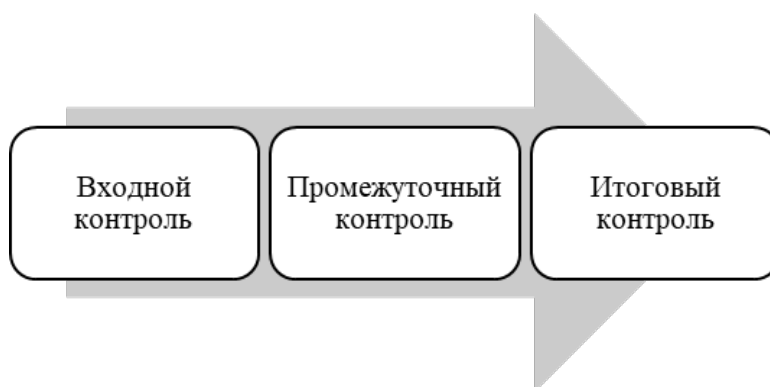 Входной
контроль
Промежуточный
контроль
Итоговый
контроль